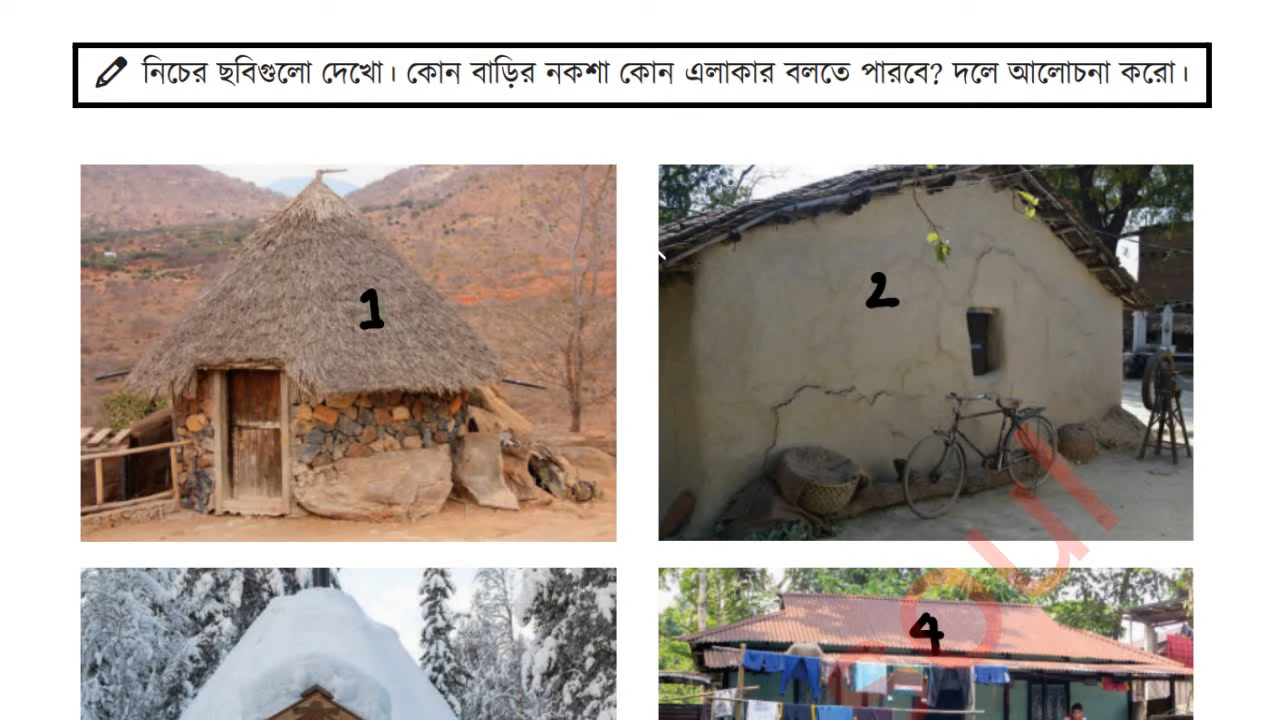 নিচের ছবিগুলো দেখো। কোন বাড়ির নকশা কোন এলাকার বলতে পারবে? দলে আলোচনা করো।
1
2
4